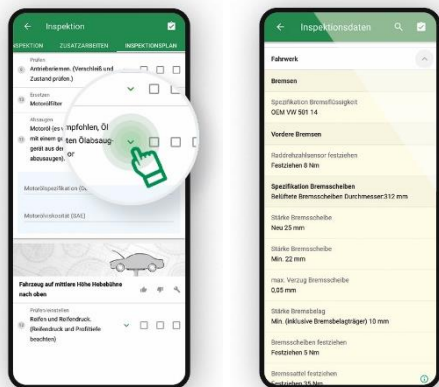 Inspektion
INSPEKTION ZUSATZARBEITEN INSPEKTIONSPLAN
Prüfen
Antriebsriemen. (Verschleiß und
Zustand prüfen.)
Ersetzen
Motorölfilter
Absaugen
Motoröl (es w
mit einem ge
gerät aus der
abzusaugen).
mpfohlen, Öl
ten Ölabsaug-
or
Motorölspezifikation
Motorölviskosität (SAE)
Fahrzeug auf mittlere Höhe Hebebühne
nach oben
Prüfen/einstellen
Reifen und Reifendruck.
(Reifendruck und Profiltiefe
beachten)
Inspektionsdaten
Fahrwerk
Bremsen
Spezifikation Bremsflüssigkeit
OEM VW 501 14
Vordere Bremsen
Raddrehzahlsensor festziehen
Festziehen 8 Nm
Spezifikation Bremsscheiben
Belüftete Bremsscheiben Durchmesser:312 mm
Stärke Bremsscheibe
Neu 25 mm
Stärke Bremsscheibe
Min. 22 mm
max. Verzug Bremsscheibe
0,05 mm
Stärke Bremsbelag
Min. (inklusive Bremsbelagträger) 10 mm
Bremsscheiben festziehen
Festziehen 5 Nm
Bremssattel festziehen
Festziehen 35 Nm